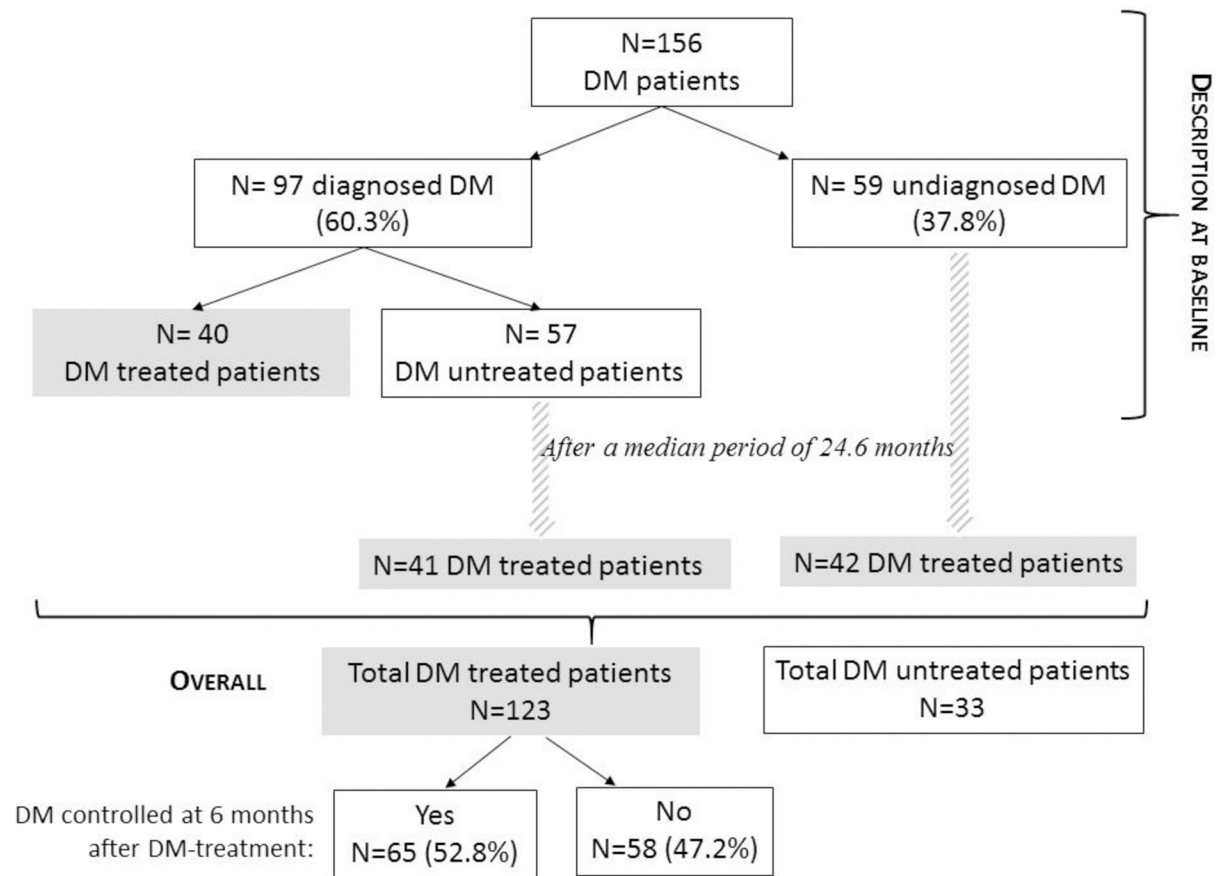 N=156
DM patients
N= 97 diagnosed DM
(60.3%)
N= 59 undiagnosed DM
(37.8%)
DESCRIPTION AT BASELINE
N= 40
DM treated patients
N= 57
DM untreated patients
After a median period of 24.6 months
N=41 DM treated patients
N=42 DM treated patients
OVERALL
Total DM treated patients
N=123
Total DM untreated patients
N=33
DM controlled at 6 months
after DM-treatment:
Yes
N=65 (52.8%)
No
N=58 (47.2%)